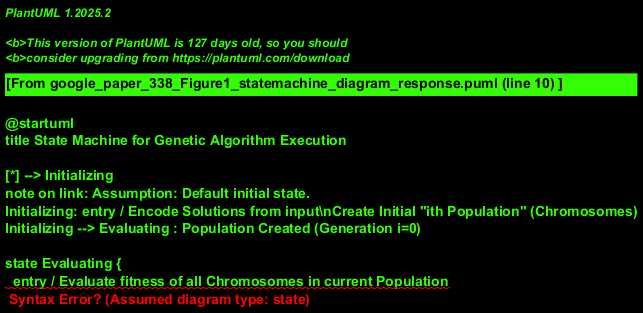 PlantUML 1.2025.2
<b>This version of PlantUML is 127 days old, so you should
<b>consider upgrading from https://plantuml.com/download
[From google_paper_338_Figure1_statemachine_diagram_response.puml (line 10) ]
@startuml
title State Machine for Genetic Algorithm Execution
[*] --> Initializing
note on link: Assumption: Default initial state.
Initializing: entry / Encode Solutions from input\nCreate Initial "ith Population" (Chromosomes)
Initializing --> Evaluating : Population Created (Generation i=0)
state Evaluating {
entry / Evaluate fitness of all Chromosomes in current Population
Syntax Error? (Assumed diagram type: state)